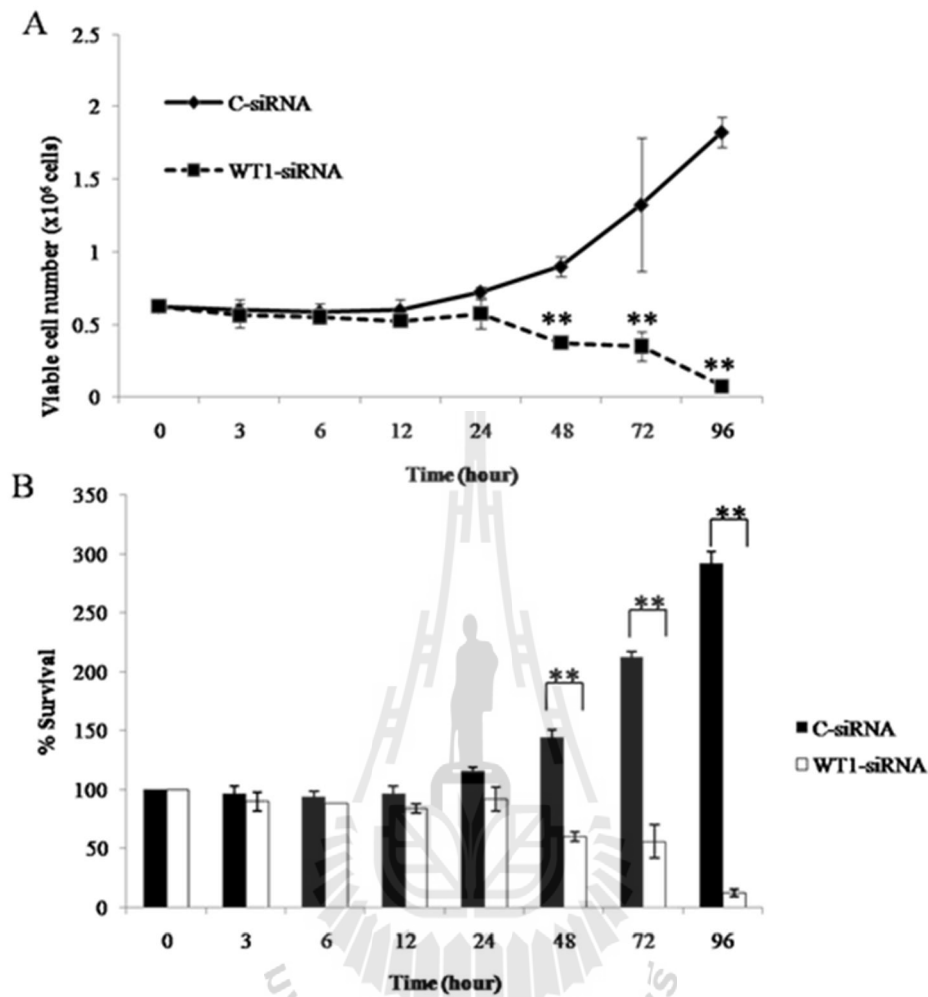 A
Viable cell number (x10⁶ cells)
2.5
2
1.5
1
0.5
0
C-siRNA
WT1-siRNA
**
**
**
0 3 6 12 24 48 72 96
Time (hour)
B
% Survival
350
300
250
200
150
100
50
0
**
**
**
C-siRNA
WT1-siRNA
0 3 6 12 24 48 72 96
Time (hour)